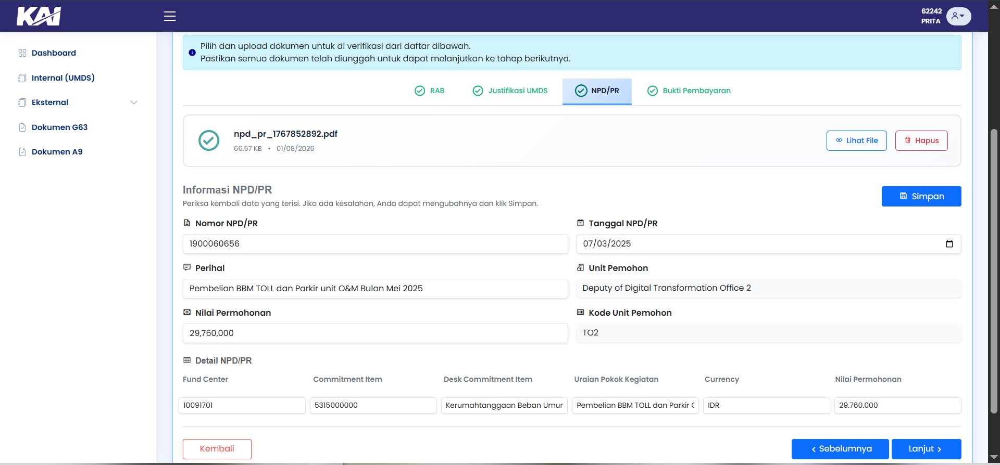 KAI
62242
PRITA
Dashboard
Internal (UMDS)
Eksternal
Dokumen G63
Dokumen A9
Pilih dan upload dokumen untuk di verifikasi dari daftar dibawah.
Pastikan semua dokumen telah diunggah untuk dapat melanjutkan ke tahap berikutnya.
RAB
Justifikasi UMDS
NPD/PR
Bukti Pembayaran
npd_pr_1767852892.pdf
66.57 KB • 01/08/2026
Lihat File
Hapus
Informasi NPD/PR
Periksa kembali data yang terisi. Jika ada kesalahan, Anda dapat mengubahnya dan klik Simpan.
Simpan
Nomor NPD/PR
1900060656
Tanggal NPD/PR
07/03/2025
Perihal
Pembelian BBM TOLL dan Parkir unit O&M Bulan Mei 2025
Unit Pemohon
Deputy of Digital Transformation Office 2
Nilai Permohonan
29,760,000
Kode Unit Pemohon
TO2
Detail NPD/PR
Fund Center Commitment Item Desk Commitment Item Uraian Pokok Kegiatan Currency Nilai Permohonan
10091701 5315000000 Kerumahtanggaan Beban Umur Pembelian BBM TOLL dan Parkir IDR 29.760.000
Kembali
‹ Sebelumnya
Lanjut ›